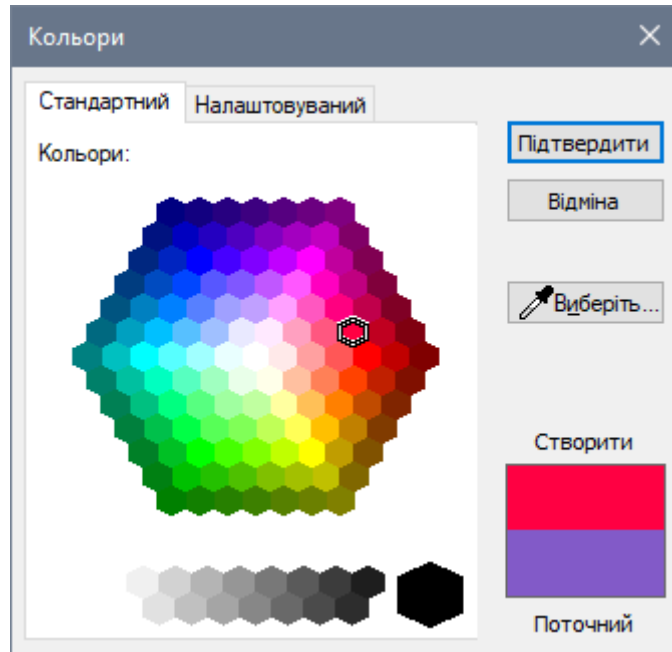 Кольори
Стандартний
Налаштовуваний
Кольори:
Підтвердити
Відміна
Виберіть...
Створити
Поточний